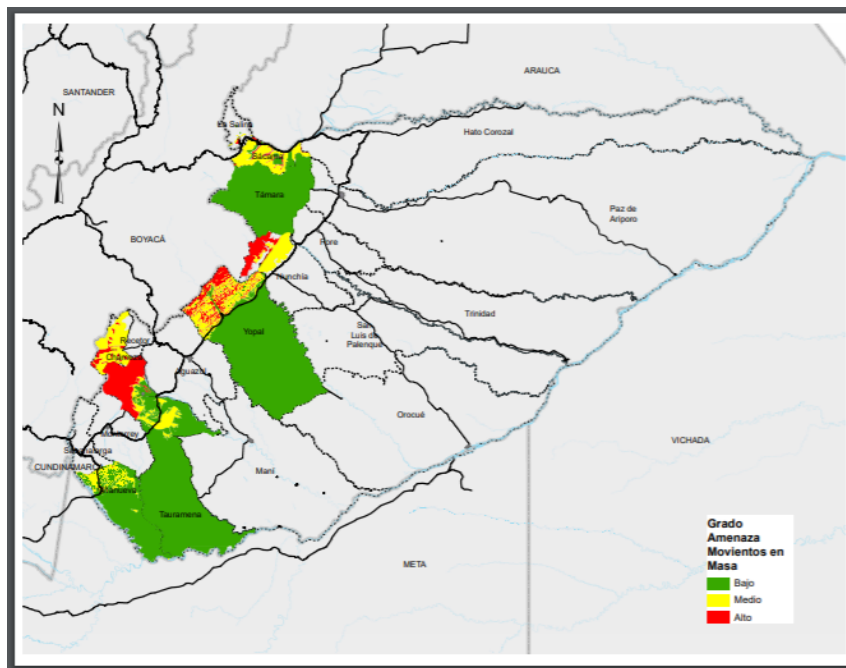 SANTANDER
ARAUCA
N
La Salina
Hato Corozal
Sácama
Támara
Paz de
Ariporo
BOYACÁ
Pore
Nunchía
Trinidad
Yopal
San
Luis de
Palenque
Recetor
Chámeza
Aguazul
Orocué
Monterrey
VICHADA
Sabanalarga
CUNDINAMARCA
Maní
Villanueva
Tauramena
META
Grado
Amenaza
Movientos en
Masa
Bajo
Medio
Alto